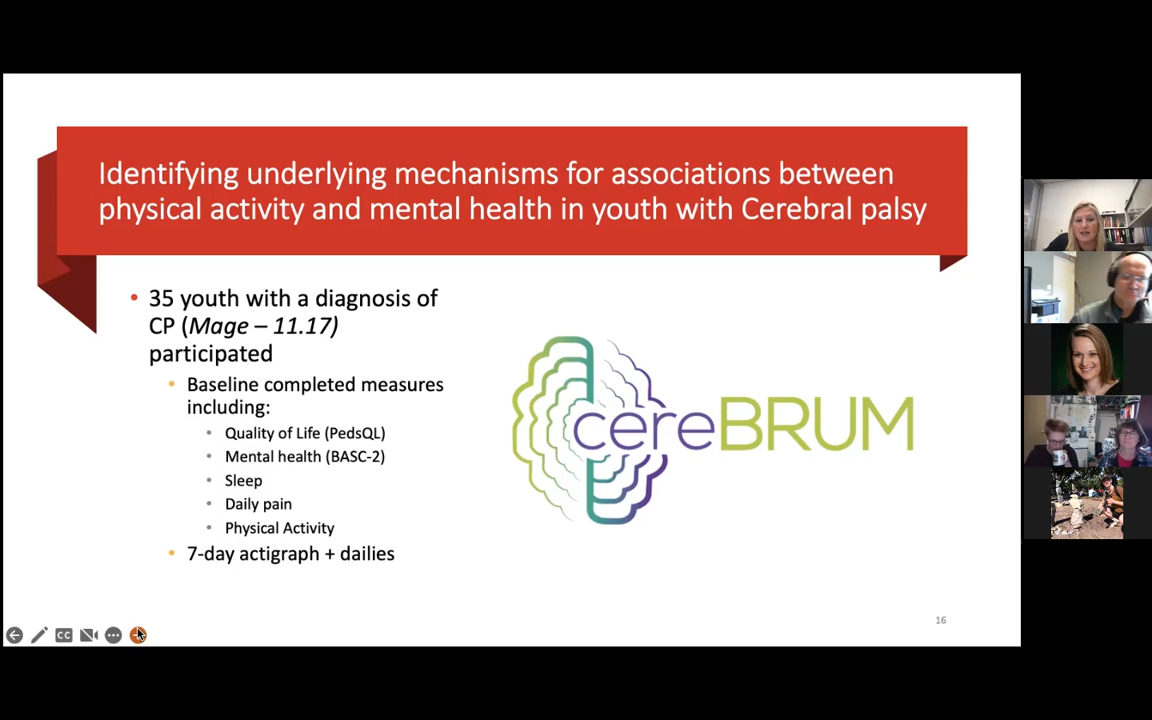 Identifying underlying mechanisms for associations between
physical activity and mental health in youth with Cerebral palsy
• 35 youth with a diagnosis of
CP (Mage – 11.17)
participated
• Baseline completed measures
including:
• Quality of Life (PedsQL)
• Mental health (BASC-2)
• Sleep
• Daily pain
• Physical Activity
• 7-day actigraph + dailies
cereBRUM
16
CC